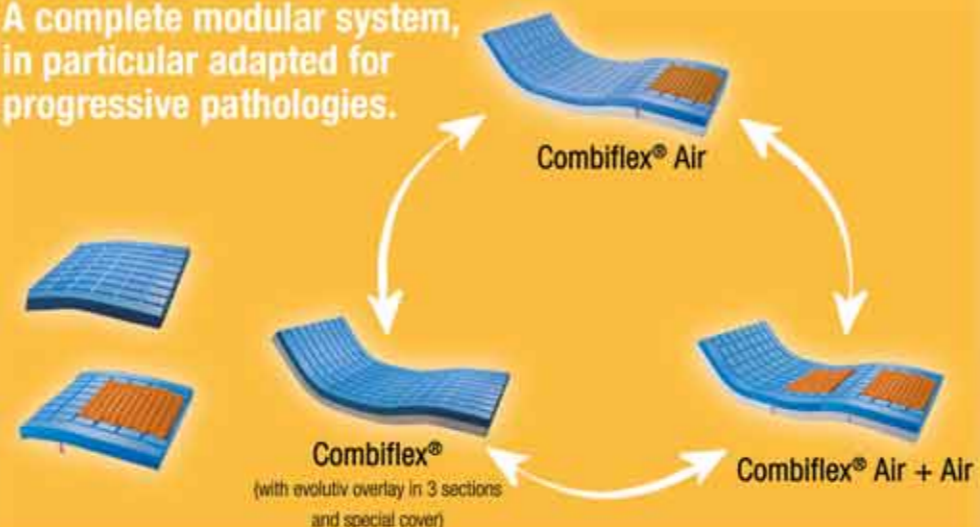 A complete modular system,
in particular adapted for
progressive pathologies.
Combiflex® Air
Combiflex®
(with evolutiv overlay in 3 sections
and special cover)
Combiflex® Air + Air